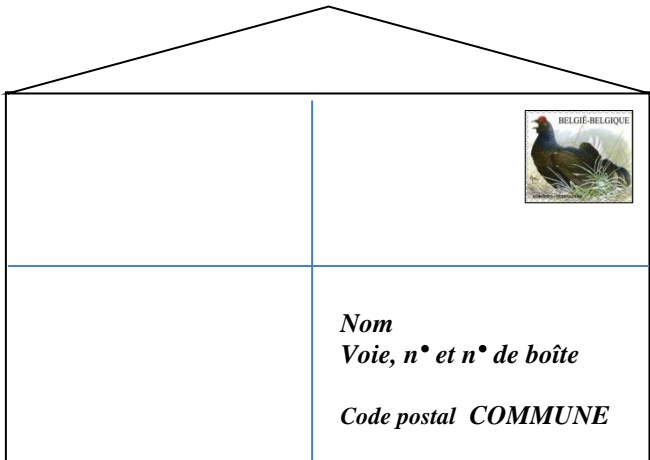 BELGIË-BELGIQUE
Nom
Voie, n° et n° de boîte
Code postal COMMUNE